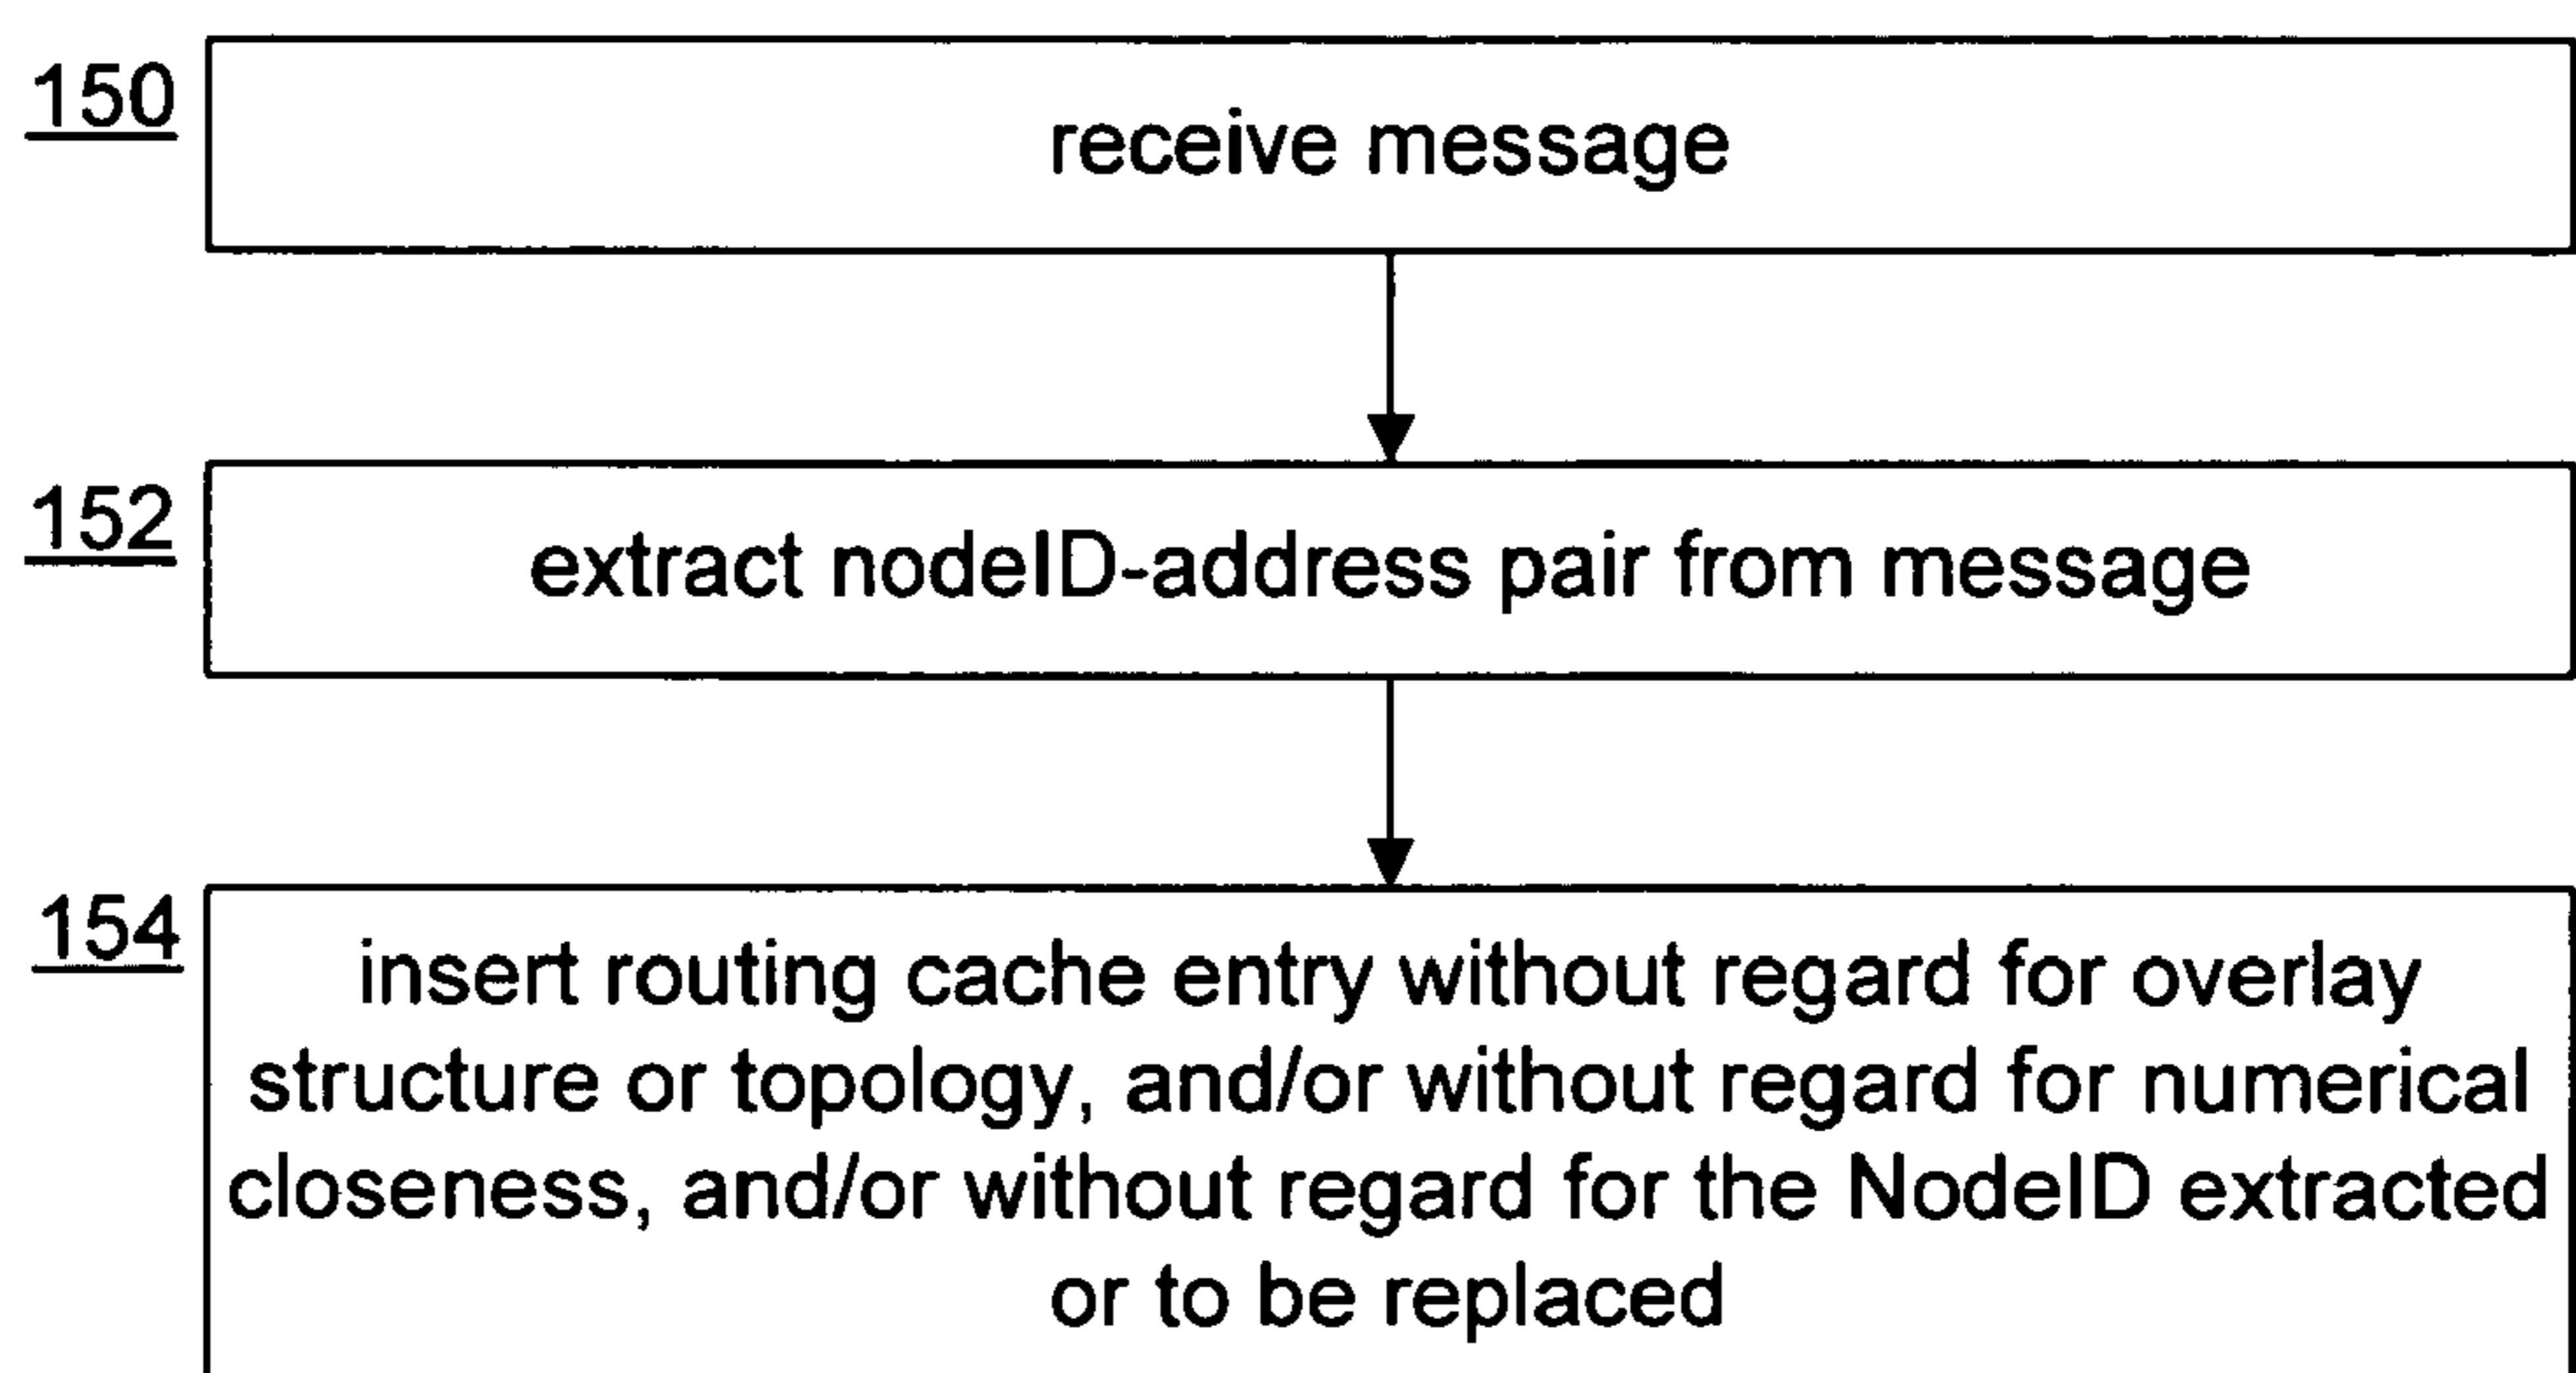 150
receive message
152
extract nodeID-address pair from message
154
insert routing cache entry without regard for overlay
structure or topology, and/or without regard for numerical
closeness, and/or without regard for the NodeID extracted
or to be replaced